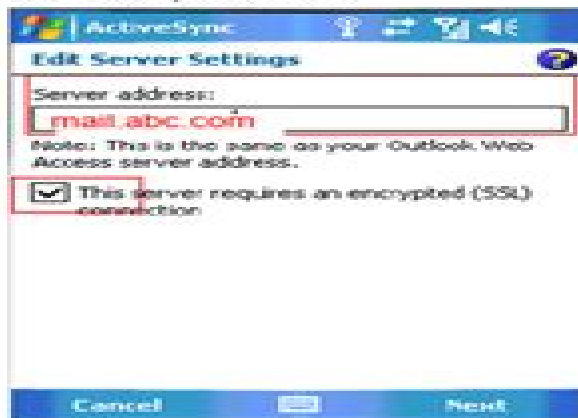 ActiveSync
Edit Server Settings
Server address:
mail.abc.com
Note: This is the same as your Outlook Web
Access server address.
This server requires an encrypted (SSL)
connection
Cancel
Next